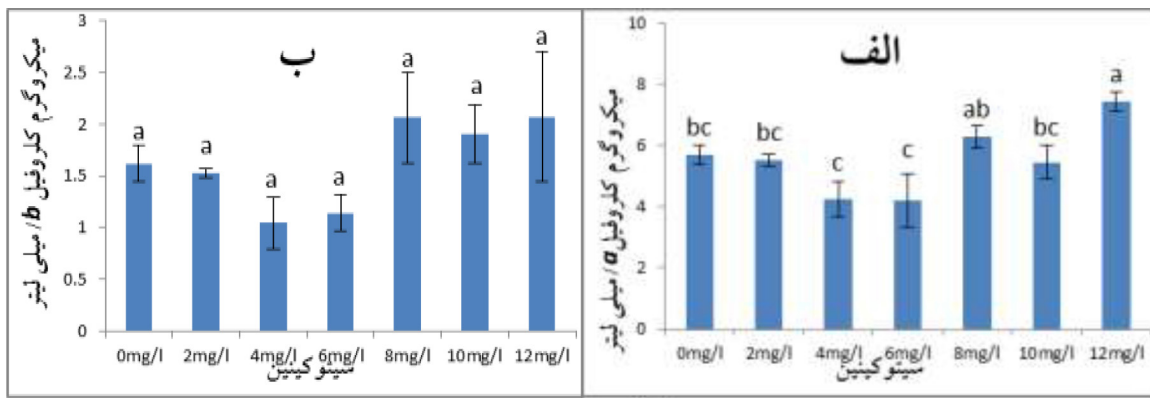 الف
میکروگرم کلروفیل a/ میلی لیتر
10
8
6
4
2
0
bc
bc
c
c
ab
bc
a
0mg/l 2mg/l 4mg/l 6mg/l 8mg/l 10mg/l 12mg/l
سیتوکینین
ب
میکروگرم کلروفیل b/ میلی لیتر
3
2.5
2
1.5
1
0.5
0
a
a
a
a
a
a
a
0mg/l 2mg/l 4mg/l 6mg/l 8mg/l 10mg/l 12mg/l
سیتوکینین